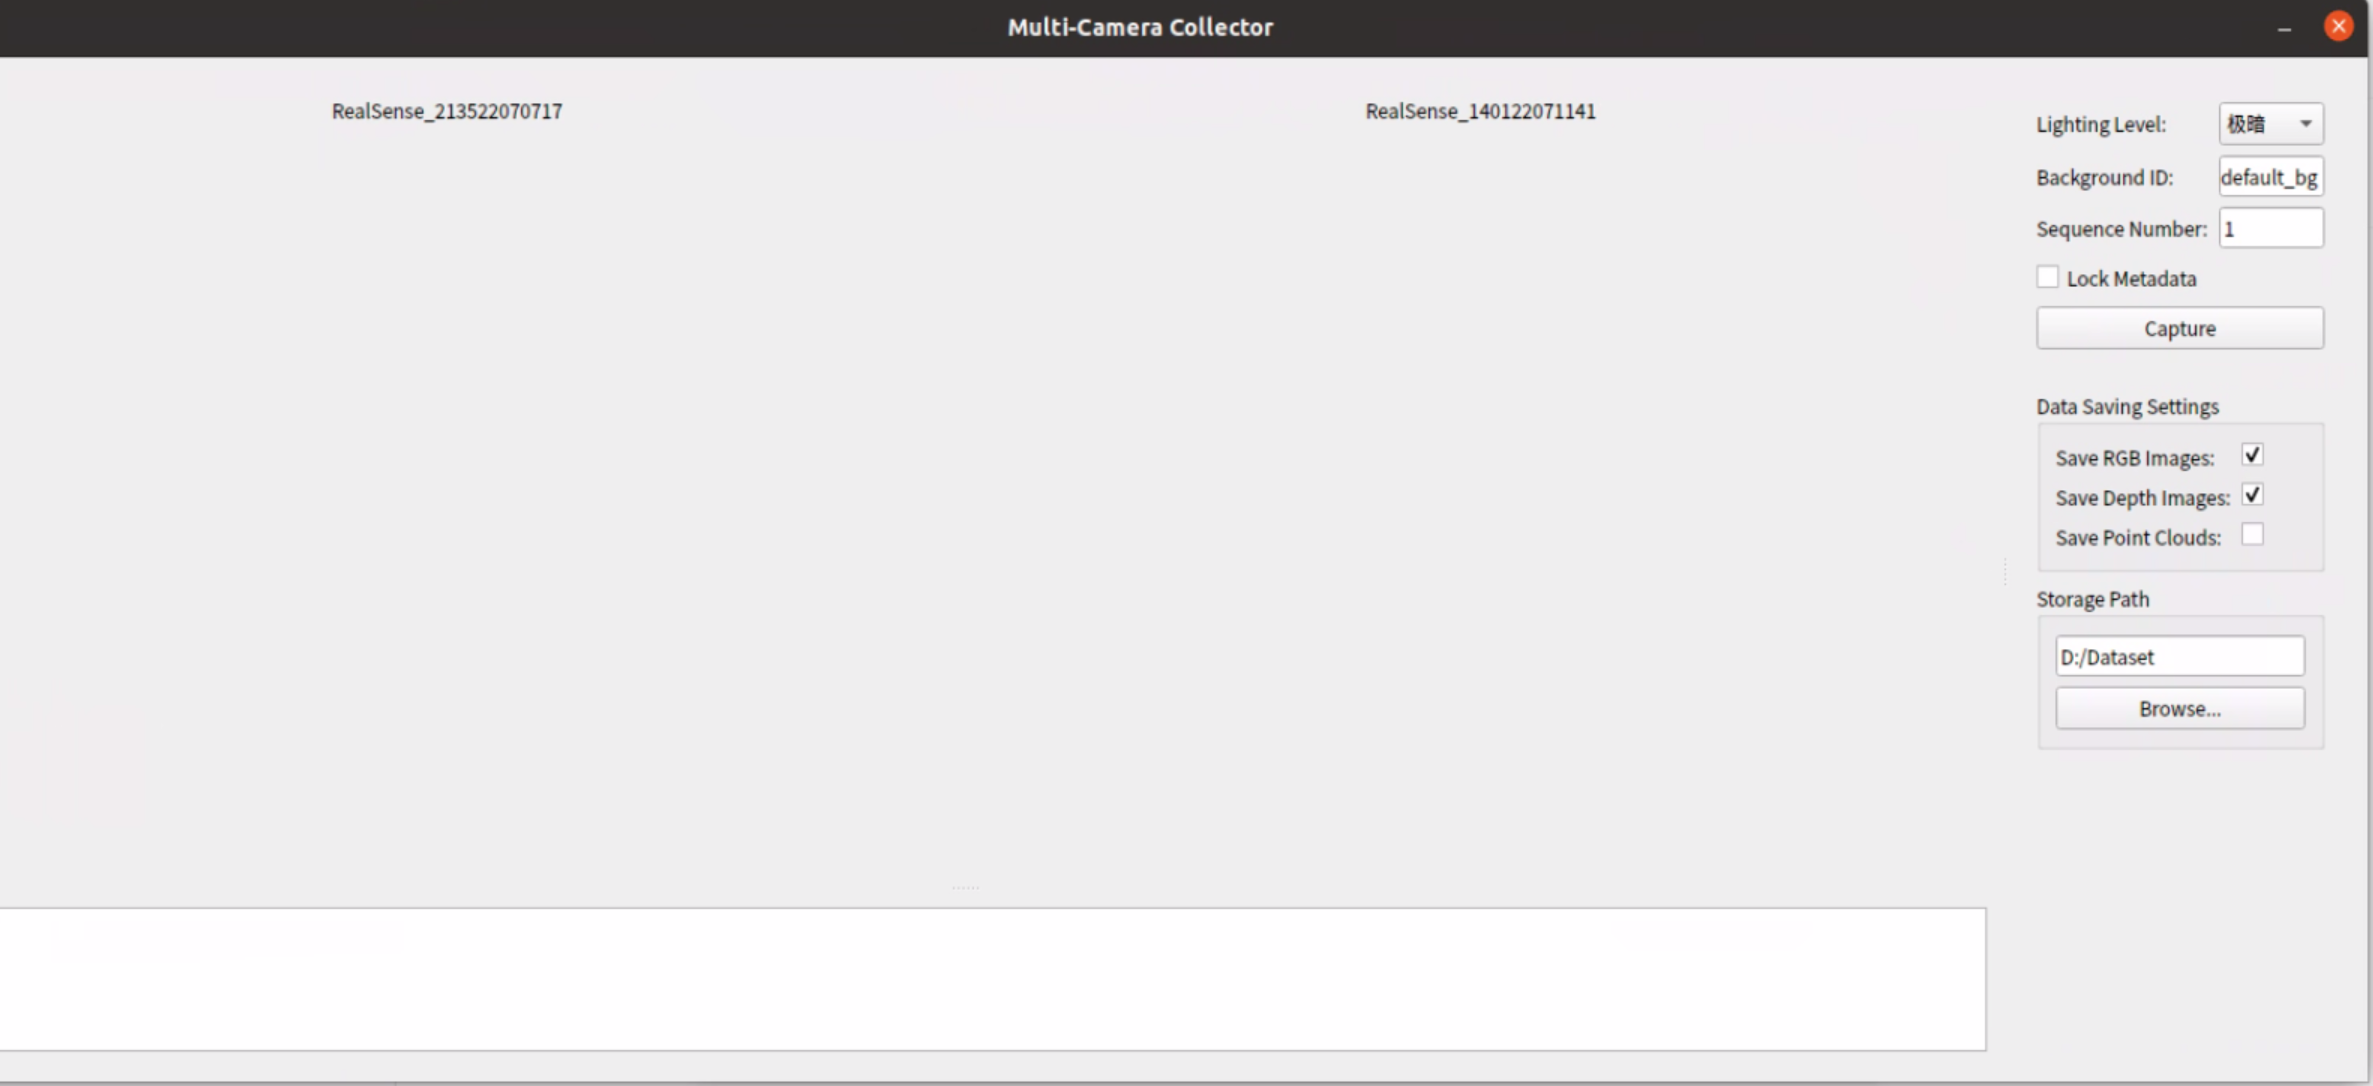 Multi-Camera Collector
RealSense_213522070717
RealSense_140122071141
Lighting Level: 极暗
Background ID: default_bg
Sequence Number: 1
Lock Metadata
Capture
Data Saving Settings
Save RGB Images:
Save Depth Images:
Save Point Clouds:
Storage Path
D:/Dataset
Browse...